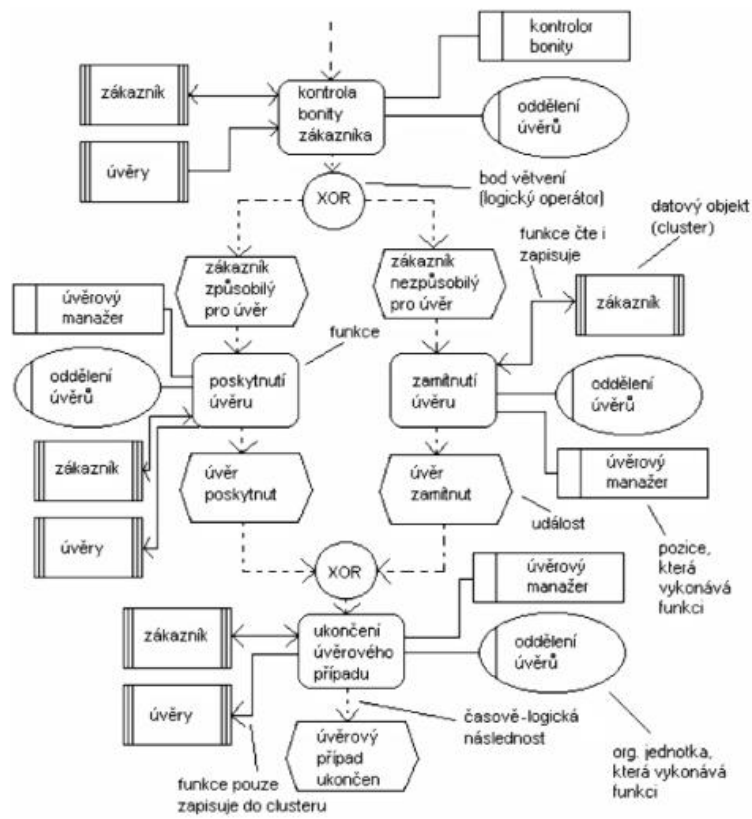 kontrolor
bonity
zákazník
kontrola
bonity
zákazníka
oddělení
úvěrů
úvěry
XOR
bod větvení
(logický operátor)
datový objekt
(cluster)
funkce čte i
zapisuje
zákazník
způsobilý
pro úvěr
zákazník
nezpůsobilý
pro úvěr
zákazník
úvěrový
manažer
funkce
oddělení
úvěrů
poskytnutí
úvěru
zamítnutí
úvěru
oddělení
úvěrů
zákazník
úvěr
poskytnut
úvěr
zamítnut
úvěrový
manažer
událost
úvěry
pozice,
která
vykonává
funkci
XOR
úvěrový
manažer
zákazník
ukončení
úvěrového
případu
oddělení
úvěrů
úvěry
časově-logická
následnost
úvěrový
případ
ukončen
org. jednotka,
která vykonává
funkci
funkce pouze
zapisuje do clusteru